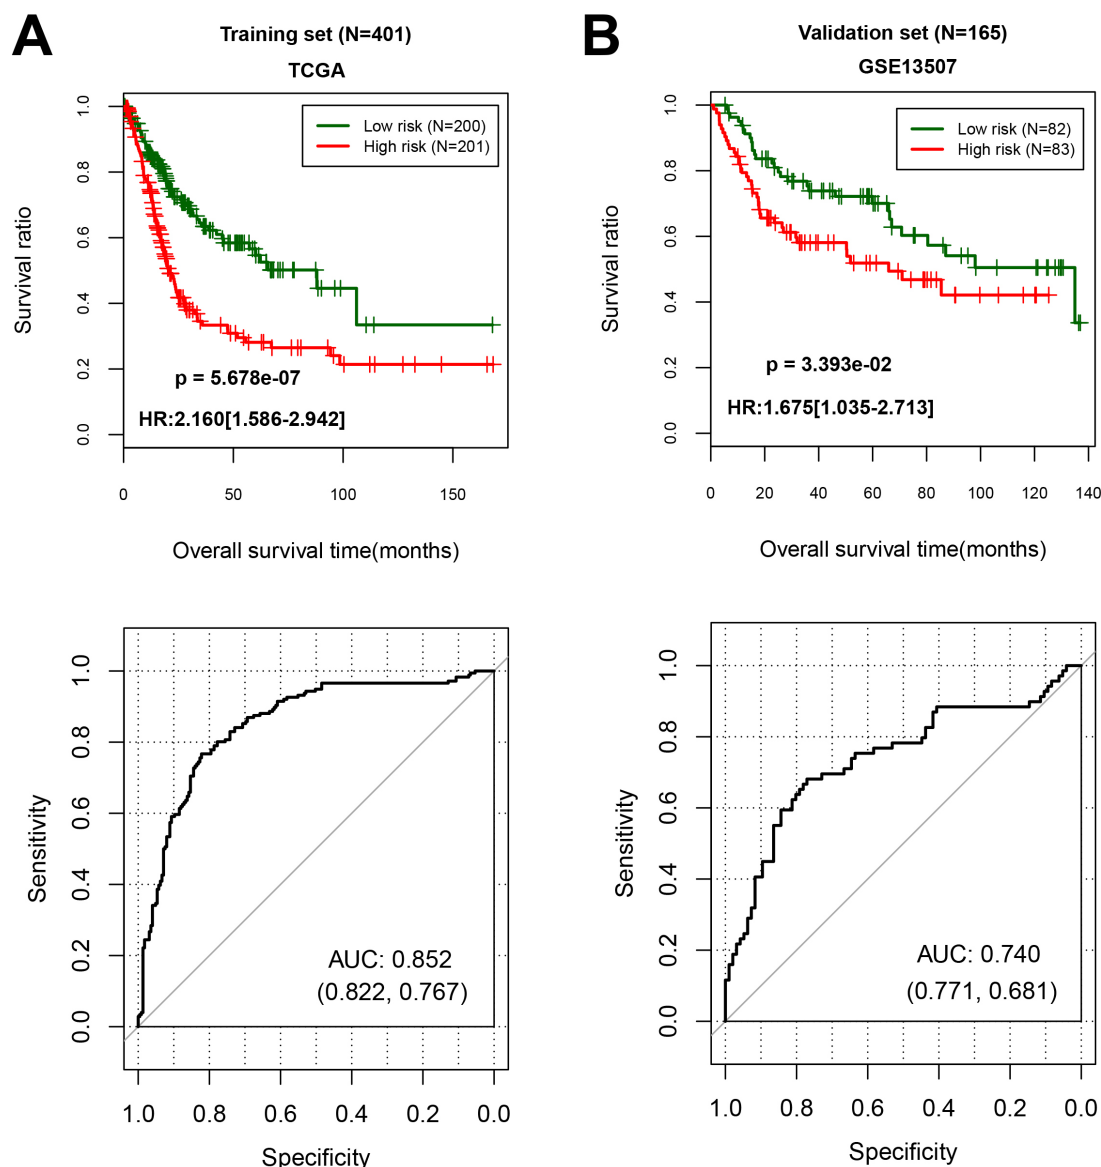 A
Training set (N=401)
TCGA
1.0
0.8
0.6
0.4
0.2
0.0
Survival ratio
Low risk (N=200)
High risk (N=201)
p = 5.678e-07
HR:2.160[1.586-2.942]
0 50 100 150
Overall survival time(months)
B
Validation set (N=165)
GSE13507
1.0
0.8
0.6
0.4
0.2
0.0
Survival ratio
Low risk (N=82)
High risk (N=83)
p = 3.393e-02
HR:1.675[1.035-2.713]
0 20 40 60 80 100 120 140
Overall survival time(months)
1.0
0.8
0.6
0.4
0.2
0.0
Sensitivity
AUC: 0.852
(0.822, 0.767)
1.0 0.8 0.6 0.4 0.2 0.0
Specificity
1.0
0.8
0.6
0.4
0.2
0.0
Sensitivity
AUC: 0.740
(0.771, 0.681)
1.0 0.8 0.6 0.4 0.2 0.0
Specificity